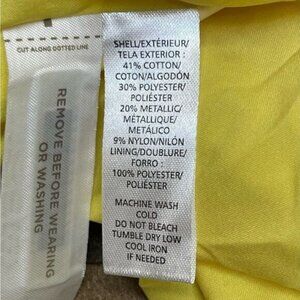 CUT ALONG DOTTED LINE
REMOVE BEFORE WEARING
OR WASHING
SHELL/EXTÉRIEUR/
TELA EXTERIOR :
41% COTTON/
COTON/ALGODÓN
30% POLYESTER/
POLIÉSTER
20% METALLIC/
MÉTALLIQUE/
METÁLICO
9% NYLON/NILÓN
LINING/DOUBLURE/
FORRO :
100% POLYESTER/
POLIÉSTER
MACHINE WASH
COLD
DO NOT BLEACH
TUMBLE DRY LOW
COOL IRON
IF NEEDED